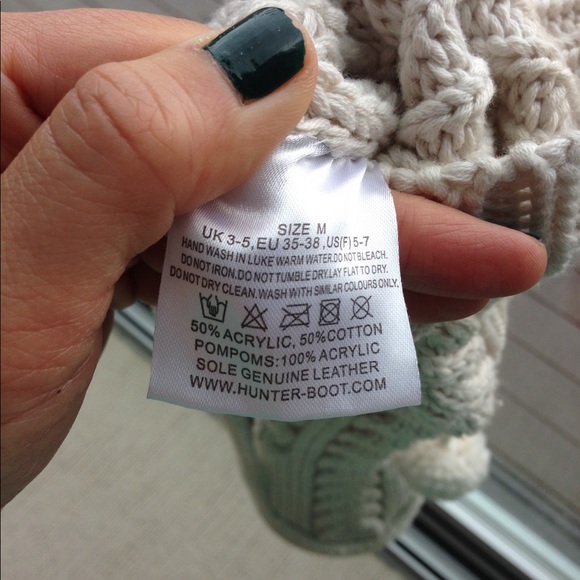 SIZE M
UK 3-5, EU 35-38, US(F) 5-7
HAND WASH IN LUKE WARM WATER.DO NOT BLEACH.
DO NOT IRON.DO NOT TUMBLE DRY.LAY FLAT TO DRY.
DO NOT DRY CLEAN.WASH WITH SIMILAR COLOURS ONLY.
50% ACRYLIC, 50%COTTON
POMPOMS: 100% ACRYLIC
SOLE GENUINE LEATHER
WWW.HUNTER-BOOT.COM